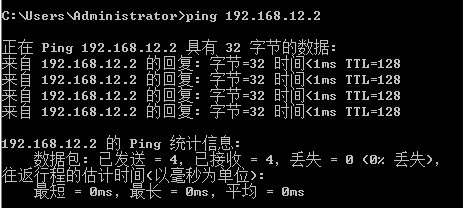 C:\Users\Administrator>ping 192.168.12.2
正在 Ping 192.168.12.2 具有 32 字节的数据:
来自 192.168.12.2 的回复: 字节=32 时间<1ms TTL=128
来自 192.168.12.2 的回复: 字节=32 时间<1ms TTL=128
来自 192.168.12.2 的回复: 字节=32 时间<1ms TTL=128
来自 192.168.12.2 的回复: 字节=32 时间<1ms TTL=128
192.168.12.2 的 Ping 统计信息:
数据包: 已发送 = 4, 已接收 = 4, 丢失 = 0 (0% 丢失),
往返行程的估计时间(以毫秒为单位):
最短 = 0ms, 最长 = 0ms, 平均 = 0ms